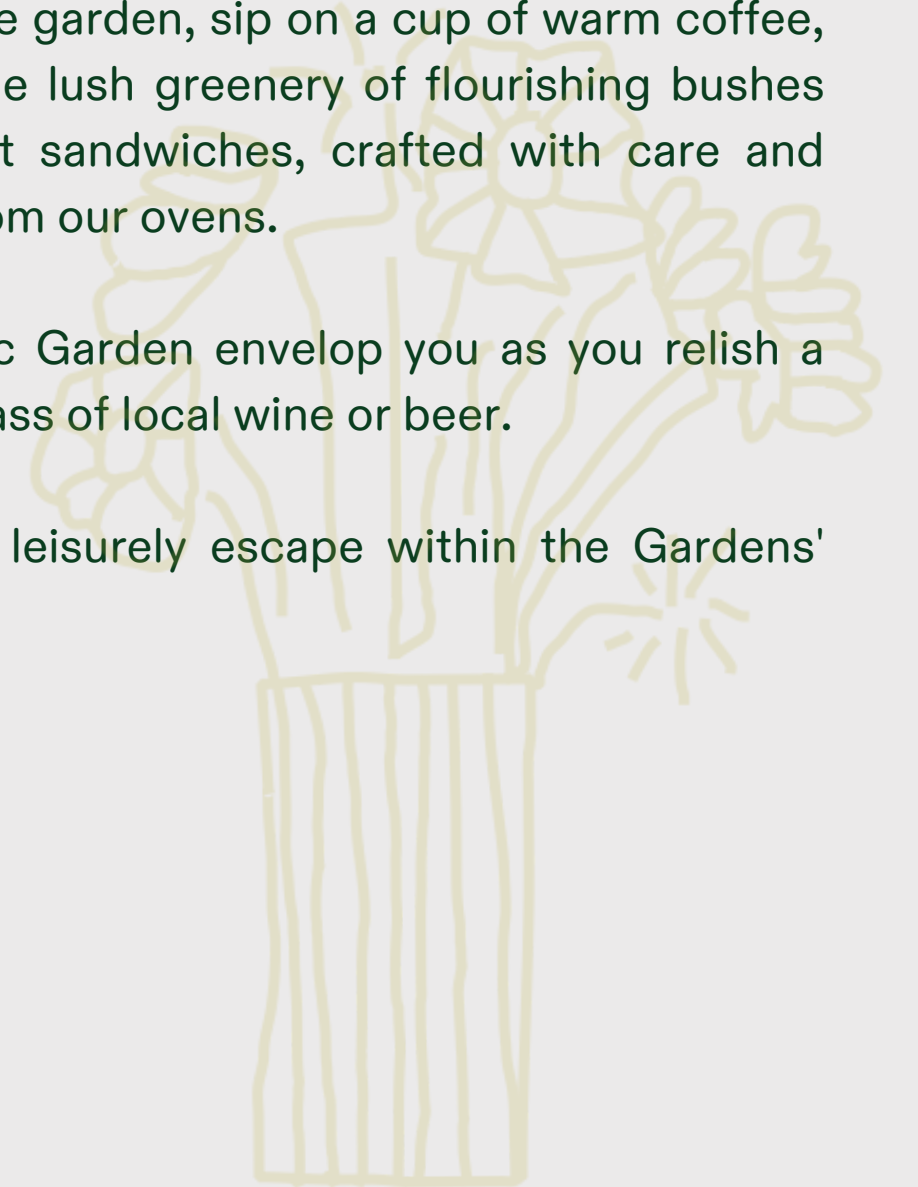 e garden, sip on a cup of warm coffee,
e lush greenery of flourishing bushes
t sandwiches, crafted with care and
om our ovens.
c Garden envelop you as you relish a
ass of local wine or beer.
leisurely escape within the Gardens'